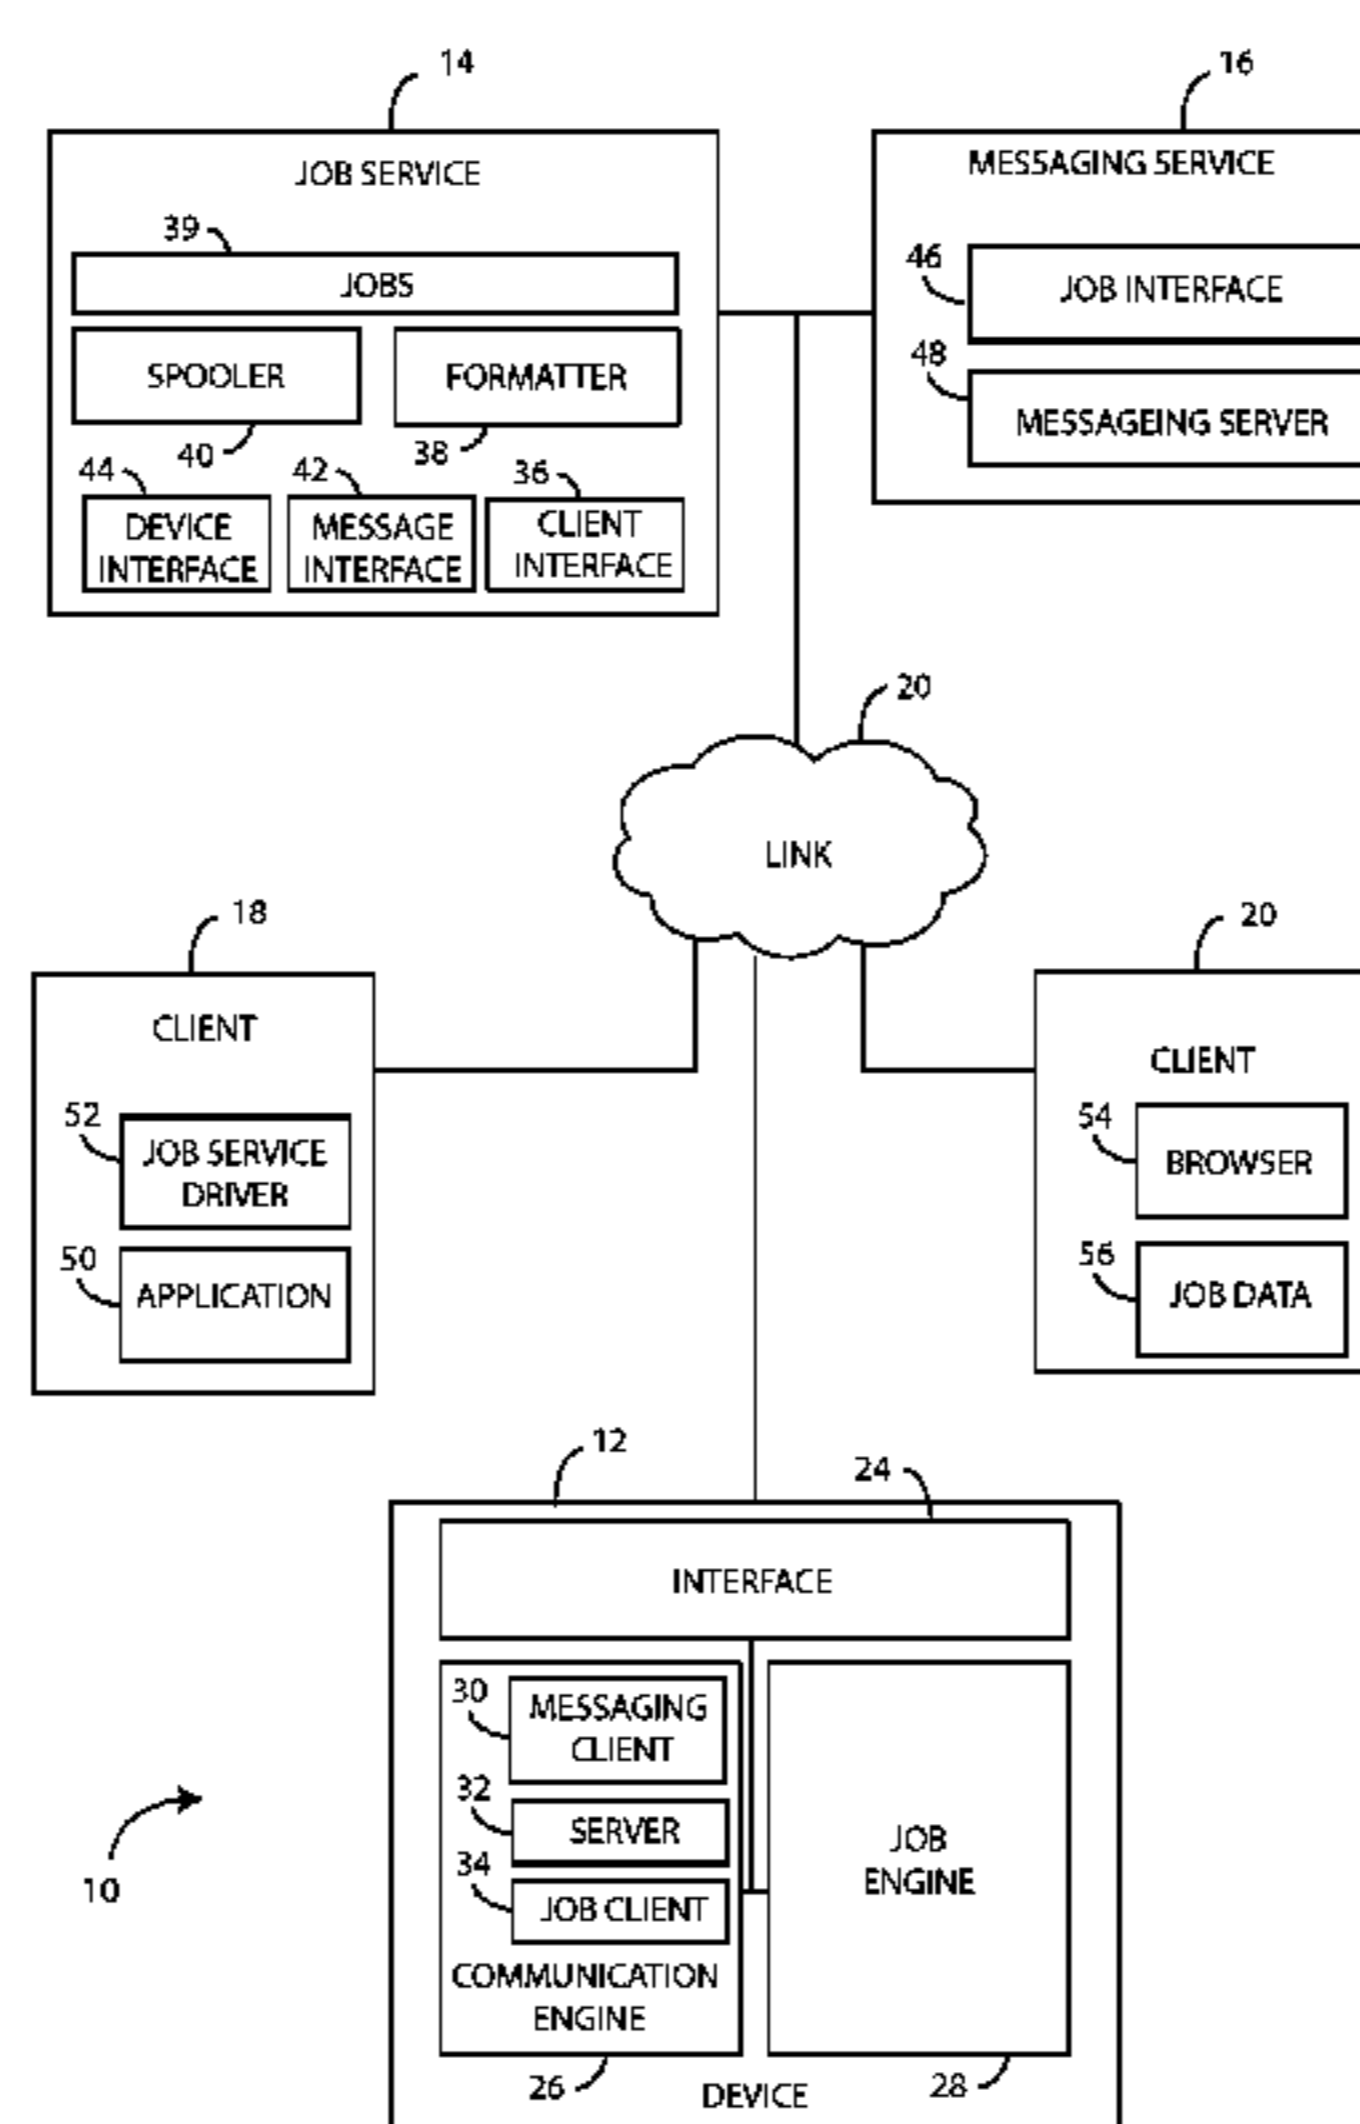 14
16
JOB SERVICE
MESSAGING SERVICE
39
JOBS
46
JOB INTERFACE
SPOOLER
FORMATTER
48
MESSAGEING SERVER
40
38
44
42
36
DEVICE
INTERFACE
MESSAGE
INTERFACE
CLIENT
INTERFACE
20
LINK
18
20
CLIENT
CLIENT
52
JOB SERVICE
DRIVER
54
BROWSER
50
APPLICATION
56
JOB DATA
12
24
INTERFACE
30
MESSAGING
CLIENT
32
SERVER
34
JOB CLIENT
JOB
ENGINE
10
COMMUNICATION
ENGINE
26
28
DEVICE